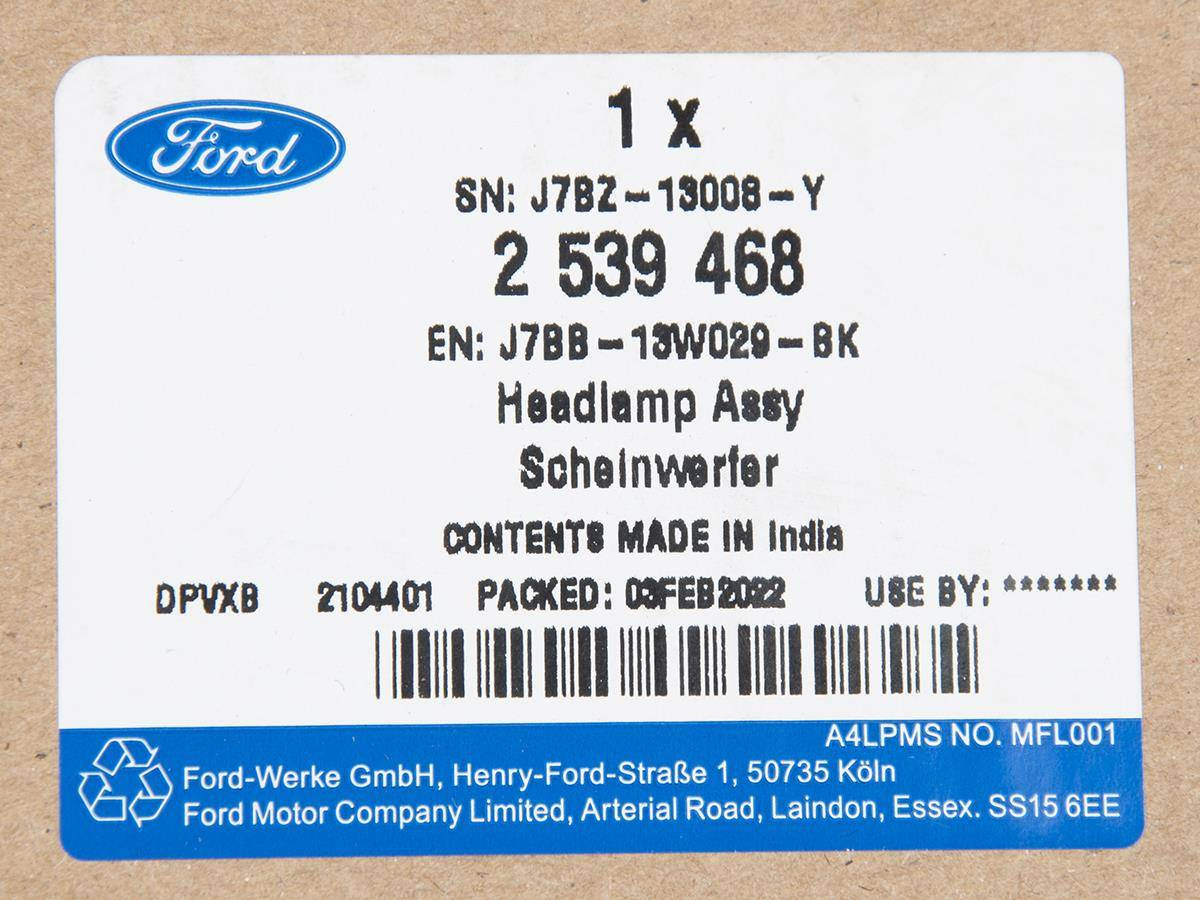 Ford
1 x
SN: J7BZ-13008-Y
2 539 468
EN: J7BB-13W029-BK
Headlamp Assy
Scheinwerfer
CONTENTS MADE IN India
DPVXB 2104401 PACKED: 03FEB2022 USE BY: *******
A4LPMS NO. MFL001
Ford-Werke GmbH, Henry-Ford-Straße 1, 50735 Köln
Ford Motor Company Limited, Arterial Road, Laindon, Essex. SS15 6EE